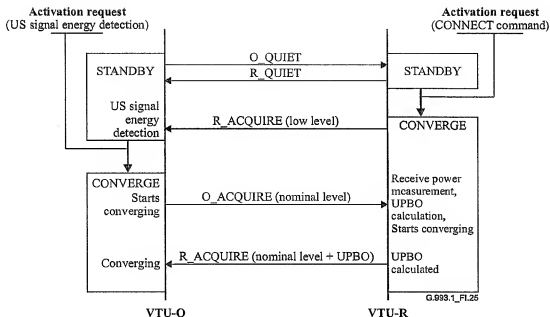 Activation request
(US signal energy detection)
Activation request
(CONNECT command)
STANDBY
O_QUIET
R_QUIET
STANDBY
US signal
energy
detection
R_ACQUIRE (low level)
CONVERGE
CONVERGE
Starts
converging
O_ACQUIRE (nominal level)
Receive power
measurement,
UPBO
calculation,
Starts converging
Converging
R_ACQUIRE (nominal level + UPBO)
UPBO
calculated
G.993.1_FI.25
VTU-O
VTU-R